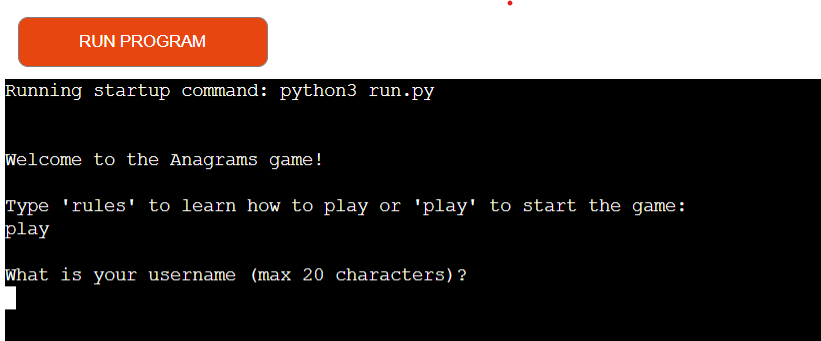 RUN PROGRAM
Running startup command: python3 run.py
Welcome to the Anagrams game!
Type 'rules' to learn how to play or 'play' to start the game:
play
What is your username (max 20 characters)?